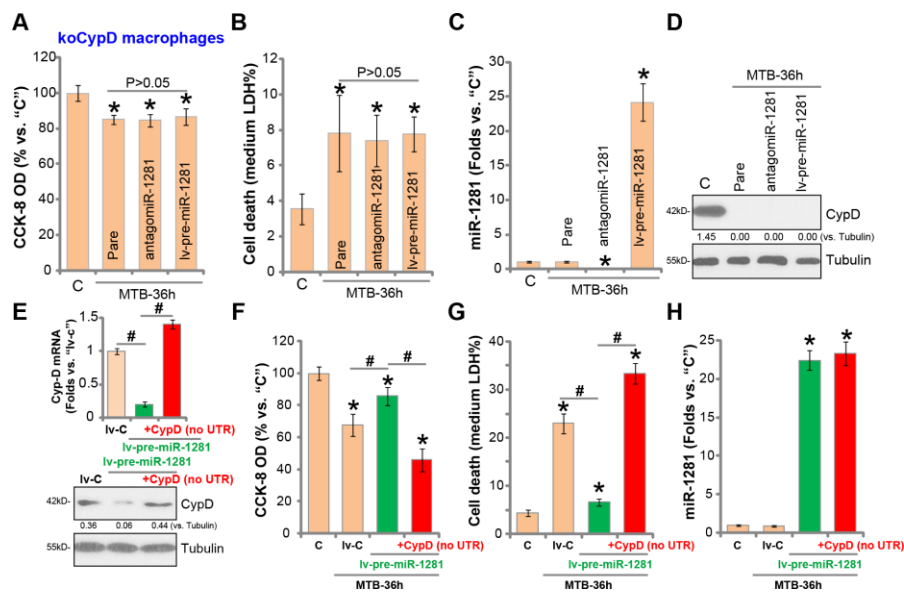 A
koCypD macrophages
CCK-8 OD (% vs. “C”)
120
100
80
60
40
20
0
P>0.05
*
*
*
Pare
antagomiR-1281
lv-pre-miR-1281
C
MTB-36h
B
Cell death (medium LDH%)
12
10
8
6
4
2
0
P>0.05
*
*
*
Pare
antagomiR-1281
lv-pre-miR-1281
C
MTB-36h
C
miR-1281 (Folds vs. “C”)
30
25
20
15
10
5
0
Pare
antagomiR-1281
*
*
lv-pre-miR-1281
C
MTB-36h
D
MTB-36h
C
Pare
antagomiR-1281
lv-pre-miR-1281
42kD-
CypD
1.45 0.00 0.00 0.00 (vs. Tubulin)
55kD-
Tubulin
E
Cyp-D mRNA
(Folds vs. “lv-c”)
1.5
1
0.5
0
#
#
lv-C
+CypD (no UTR)
lv-pre-miR-1281
lv-pre-miR-1281
lv-C
+CypD (no UTR)
42kD-
CypD
0.36 0.06 0.44 (vs. Tubulin)
55kD-
Tubulin
F
CCK-8 OD (% vs. “C”)
120
100
80
60
40
20
0
#
#
*
*
*
C
lv-C
+CypD (no UTR)
lv-pre-miR-1281
MTB-36h
G
Cell death (medium LDH%)
40
30
20
10
0
#
#
*
*
*
C
lv-C
+CypD (no UTR)
lv-pre-miR-1281
MTB-36h
H
miR-1281 (Folds vs. “C”)
25
20
15
10
5
0
*
*
C
lv-C
+CypD (no UTR)
lv-pre-miR-1281
MTB-36h